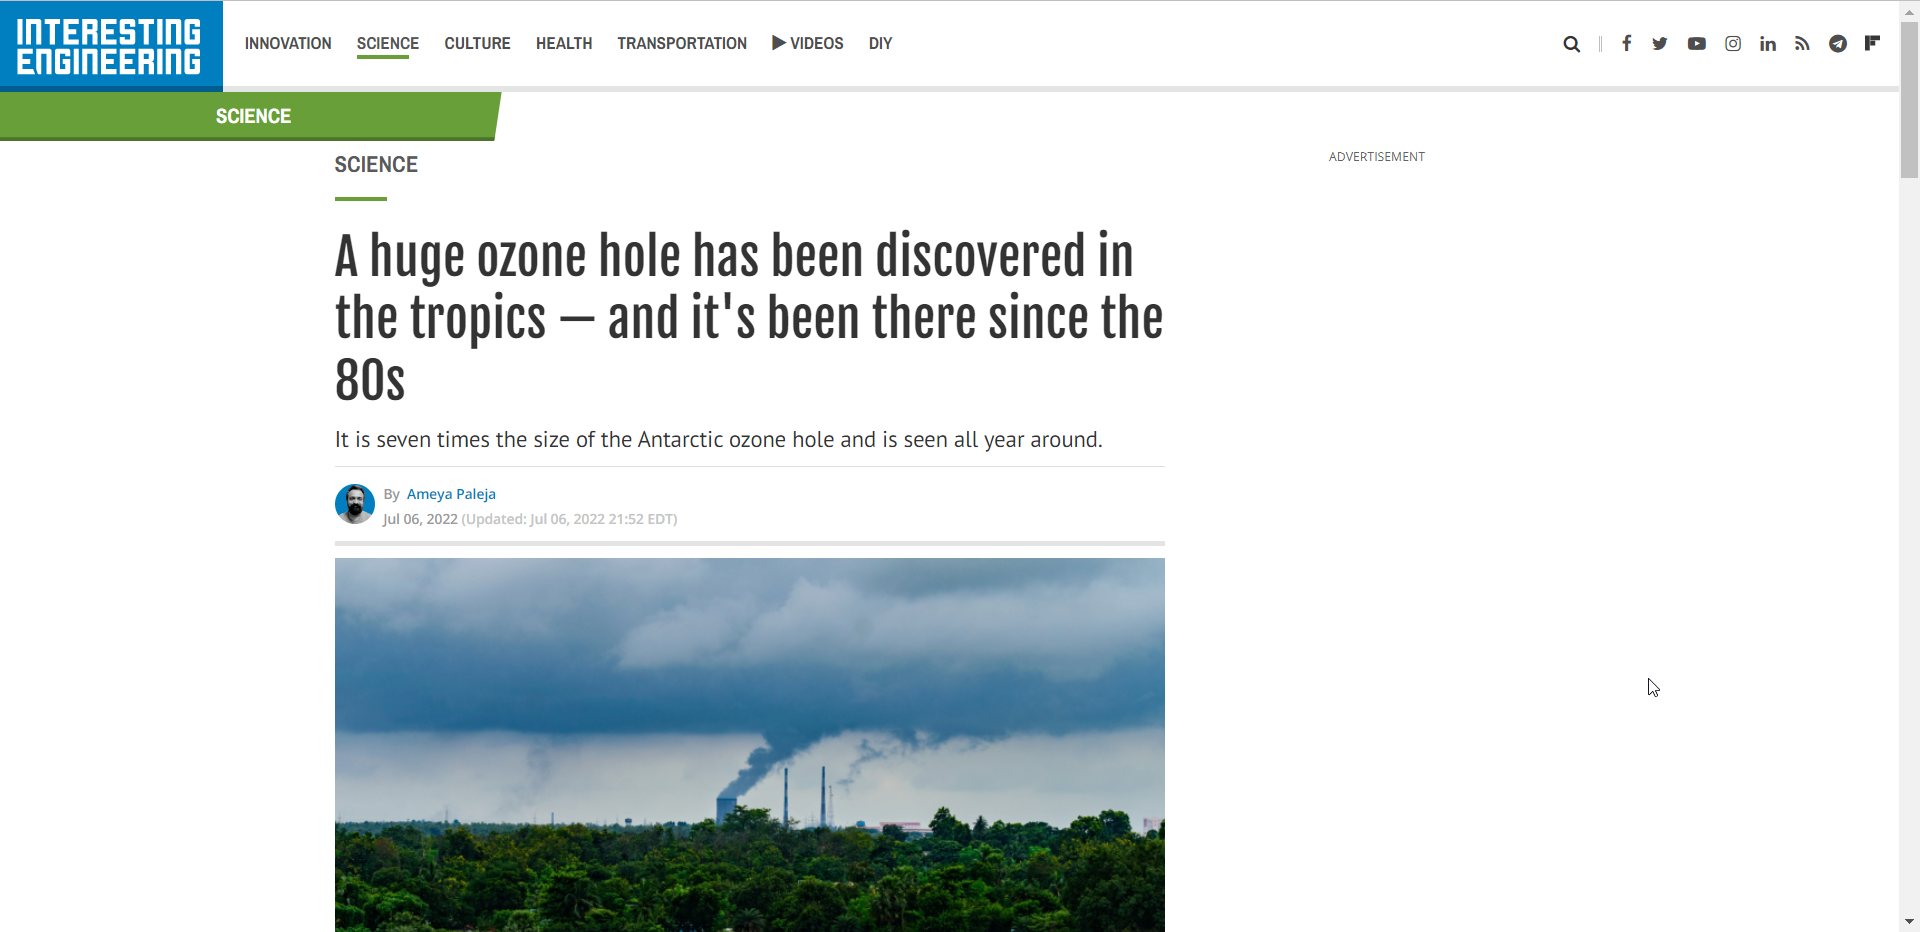 INTERESTING
ENGINEERING
INNOVATION SCIENCE CULTURE HEALTH TRANSPORTATION VIDEOS DIY
SCIENCE
SCIENCE
ADVERTISEMENT
A huge ozone hole has been discovered in
the tropics — and it's been there since the
80s
It is seven times the size of the Antarctic ozone hole and is seen all year around.
By Ameya Paleja
Jul 06, 2022 (Updated: Jul 06, 2022 21:52 EDT)